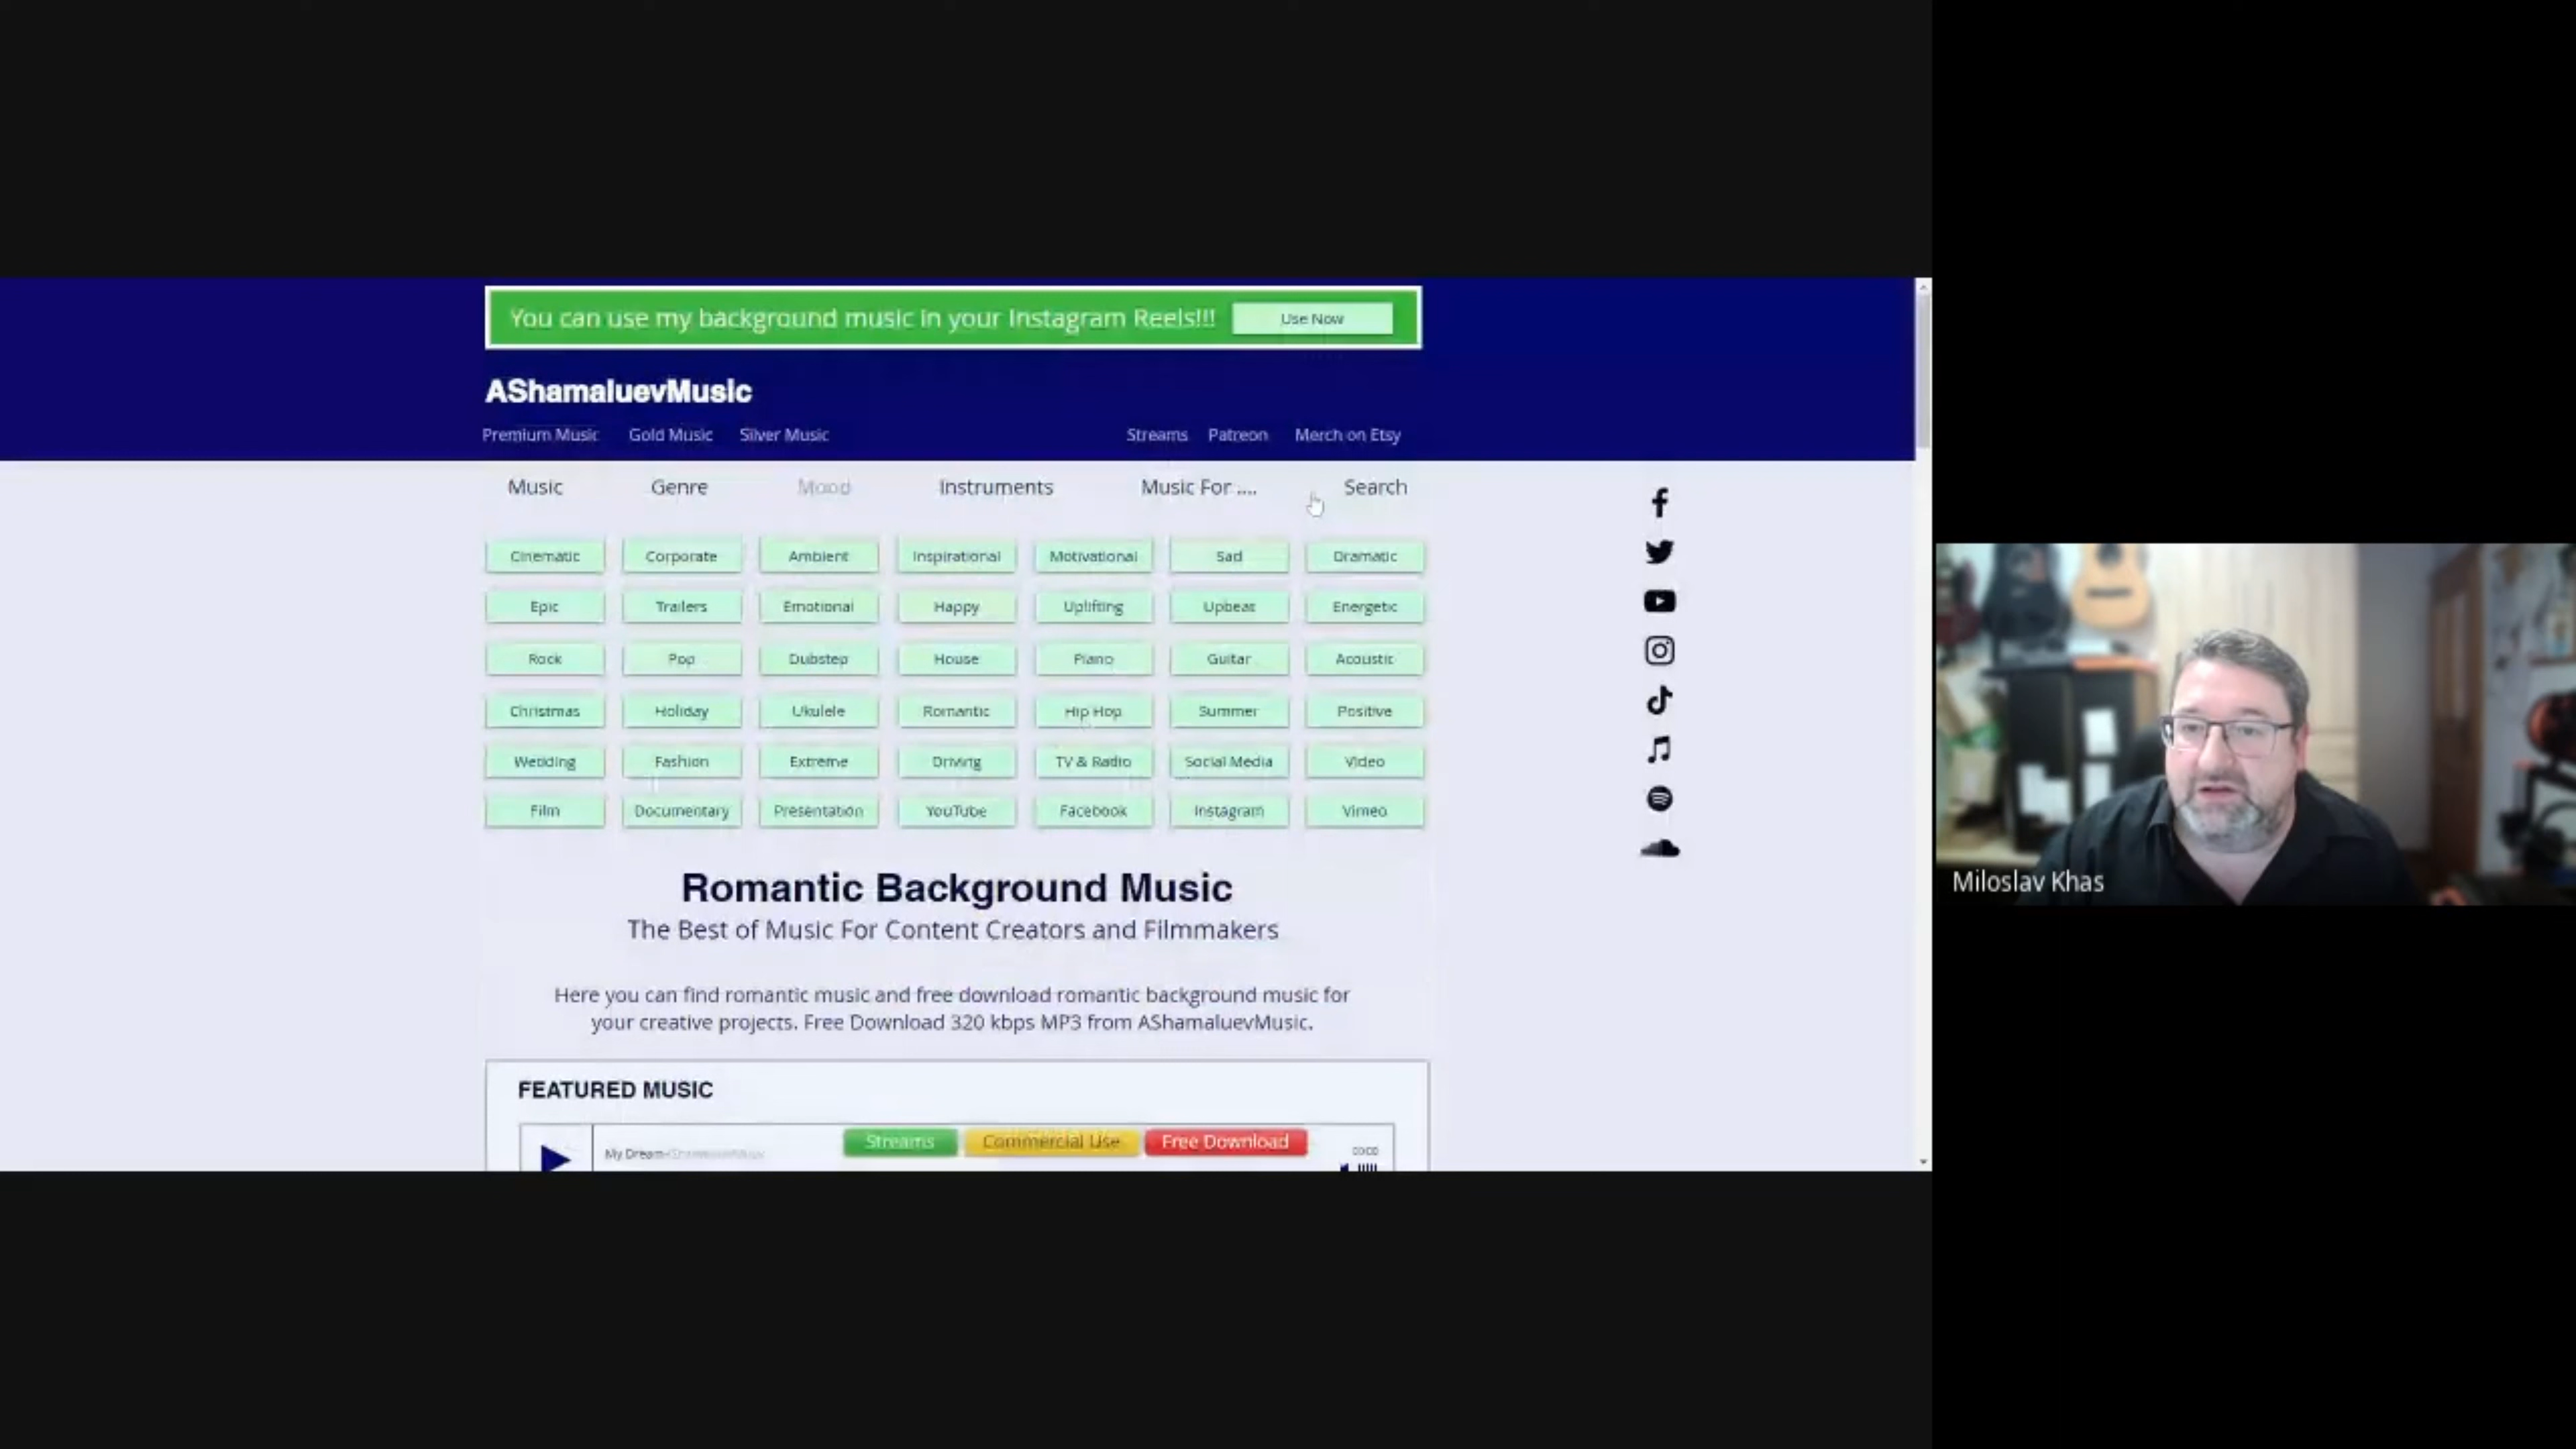 You can use my background music in your Instagram Reels!!! Use Now
AShamaluevMusic
Premium Music Gold Music Silver Music Streams Patreon Merch on Etsy
Music Genre Mood Instruments Music For .... Search
Cinematic Corporate Ambient Inspirational Motivational Sad Dramatic
Epic Trailers Emotional Happy Uplifting Upbeat Energetic
Rock Pop Dubstep House Piano Guitar Acoustic
Christmas Holiday Ukulele Romantic Hip Hop Summer Positive
Wedding Fashion Extreme Driving TV & Radio Social Media Video
Film Documentary Presentation YouTube Facebook Instagram Vimeo
Miloslav Khas
Romantic Background Music
The Best of Music For Content Creators and Filmmakers
Here you can find romantic music and free download romantic background music for
your creative projects. Free Download 320 kbps MP3 from AShamaluevMusic.
FEATURED MUSIC
Streams Commercial Use Free Download
My Dream 00:00